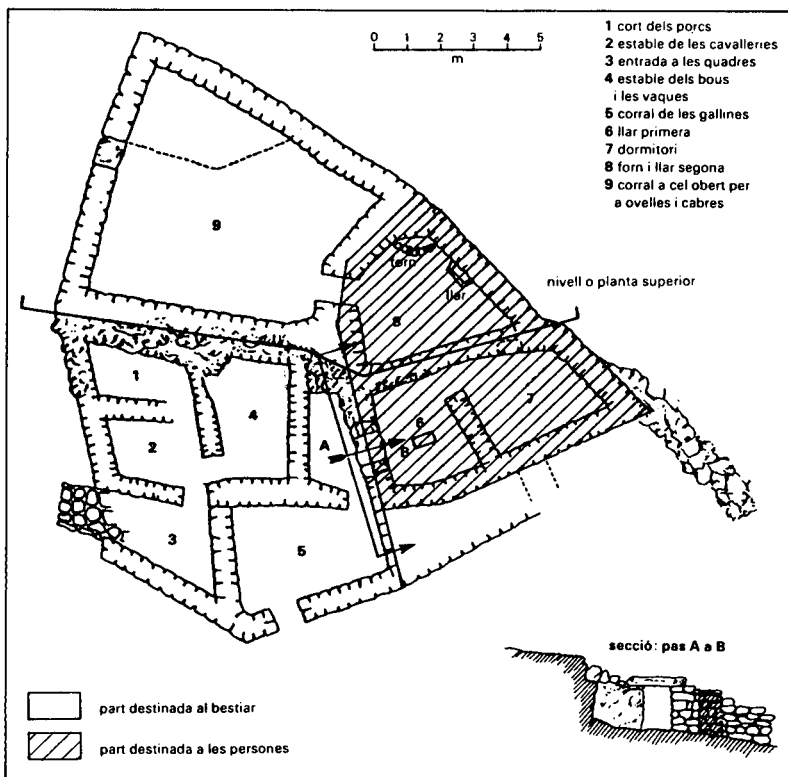 0 1 2 3 4 5
m
1 cort dels porcs
2 estable de les cavalleries
3 entrada a les quadres
4 estable dels bous
i les vaques
5 corral de les gallines
6 llar primera
7 dormitori
8 forn i llar segona
9 corral a cel obert per
a ovelles i cabres
9
forn
llar
nivell o planta superior
8
1
4
7
6
A
B
2
3
5
secció: pas A a B
part destinada al bestiar
part destinada a les persones